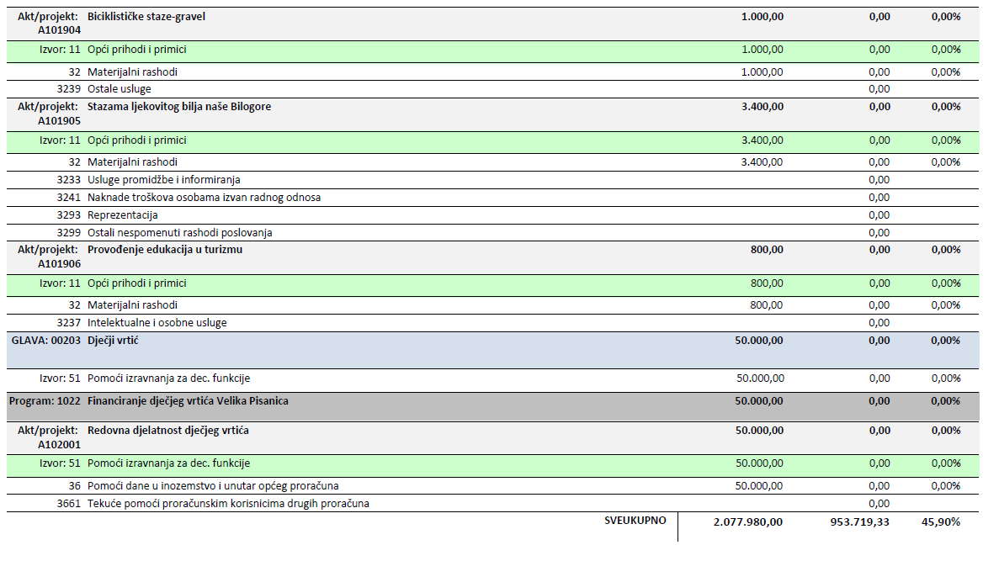 Akt/projekt: Biciklističke staze-gravel 1.000,00 0,00 0,00%
A101904
Izvor: 11 Opći prihodi i primici 1.000,00 0,00 0,00%
32 Materijalni rashodi 1.000,00 0,00 0,00%
3239 Ostale usluge 0,00
Akt/projekt: Stazama ljekovitog bilja naše Bilogore 3.400,00 0,00 0,00%
A101905
Izvor: 11 Opći prihodi i primici 3.400,00 0,00 0,00%
32 Materijalni rashodi 3.400,00 0,00 0,00%
3233 Usluge promidžbe i informiranja 0,00
3241 Naknade troškova osobama izvan radnog odnosa 0,00
3293 Reprezentacija 0,00
3299 Ostali nespomenuti rashodi poslovanja 0,00
Akt/projekt: Provođenje edukacija u turizmu 800,00 0,00 0,00%
A101906
Izvor: 11 Opći prihodi i primici 800,00 0,00 0,00%
32 Materijalni rashodi 800,00 0,00 0,00%
3237 Intelektualne i osobne usluge 0,00
GLAVA: 00203 Dječji vrtić 50.000,00 0,00 0,00%
Izvor: 51 Pomoći izravnanja za dec. funkcije 50.000,00 0,00 0,00%
Program: 1022 Financiranje dječjeg vrtića Velika Pisanica 50.000,00 0,00 0,00%
Akt/projekt: Redovna djelatnost dječjeg vrtića 50.000,00 0,00 0,00%
A102001
Izvor: 51 Pomoći izravnanja za dec. funkcije 50.000,00 0,00 0,00%
36 Pomoći dane u inozemstvo i unutar općeg proračuna 50.000,00 0,00 0,00%
3661 Tekuće pomoći proračunskim korisnicima drugih proračuna 0,00
SVEUKUPNO 2.077.980,00 953.719,33 45,90%